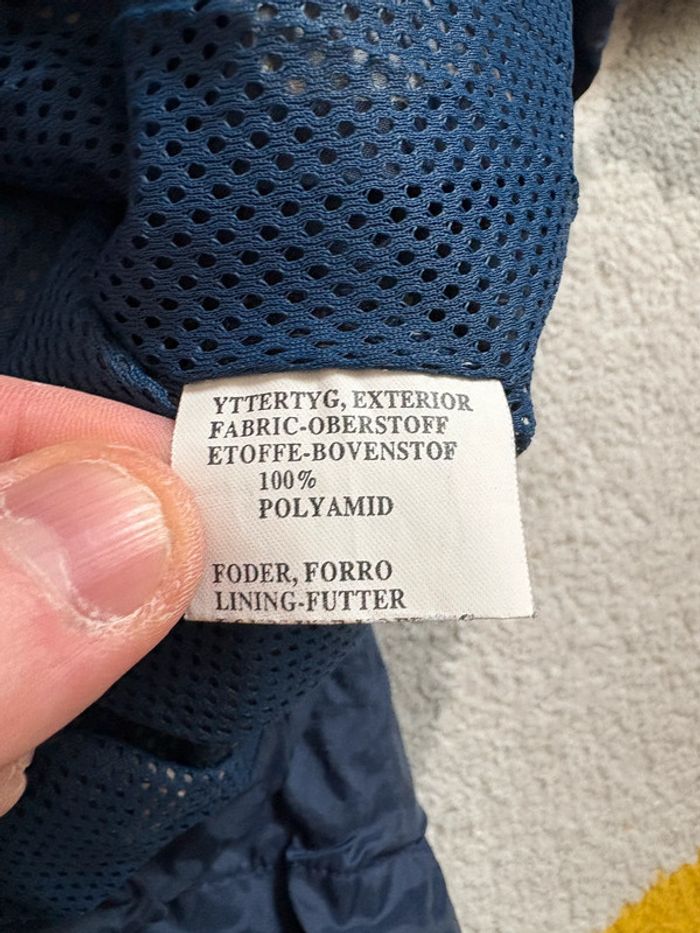 YTTERTYG, EXTERIOR
FABRIC-OBERSTOFF
ETOFFE-BOVENSTOF
100%
POLYAMID
FODER, FORRO
LINING-FUTTER